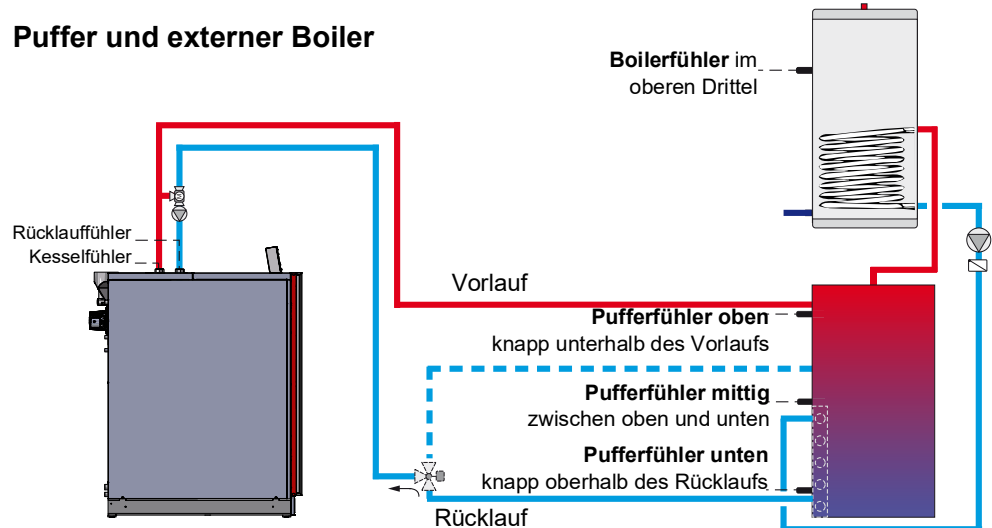 Puffer und externer Boiler
Boilerfühler im
oberen Drittel
Rücklauffühler
Kesselfühler
Vorlauf
Pufferfühler oben
knapp unterhalb des Vorlaufs
Pufferfühler mittig
zwischen oben und unten
Pufferfühler unten
knapp oberhalb des Rücklaufs
Rücklauf